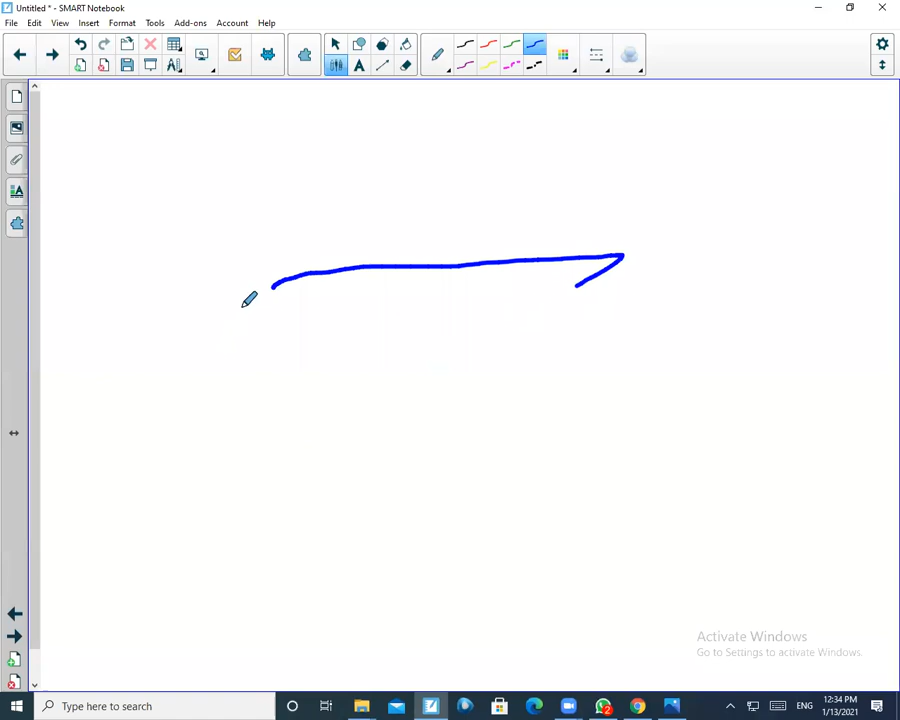 Untitled * - SMART Notebook
File Edit View Insert Format Tools Add-ons Account Help
Activate Windows
Go to Settings to activate Windows.
Type here to search
2
ENG
12:34 PM
1/13/2021